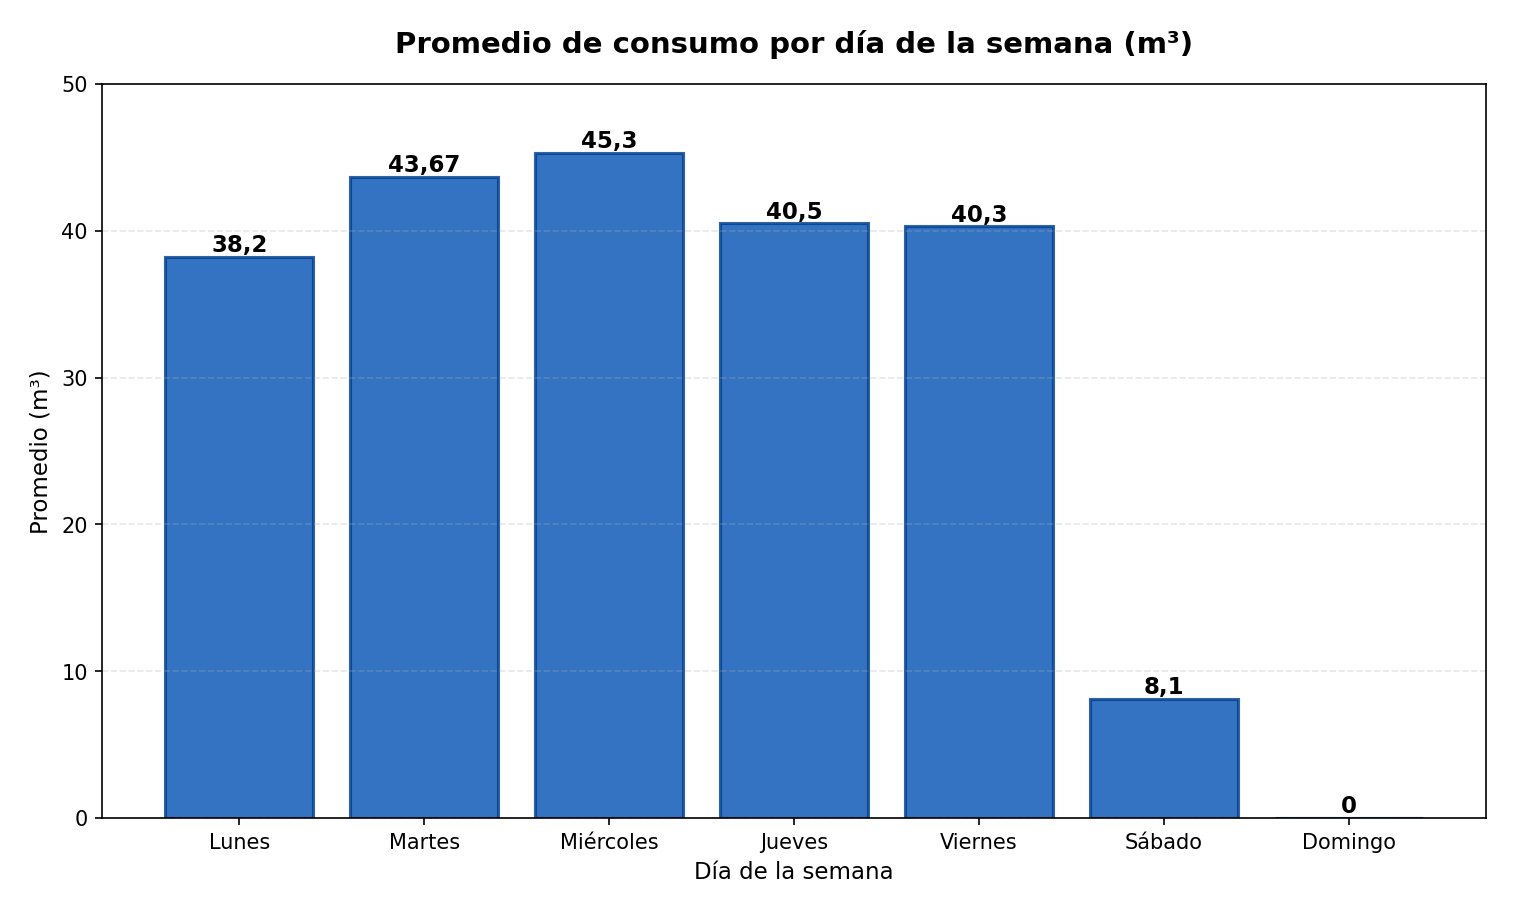 Promedio de consumo por día de la semana (m³)
Promedio (m³)
50
40
30
20
10
0
38,2
43,67
45,3
40,5
40,3
8,1
0
Lunes
Martes
Miércoles
Jueves
Viernes
Sábado
Domingo
Día de la semana